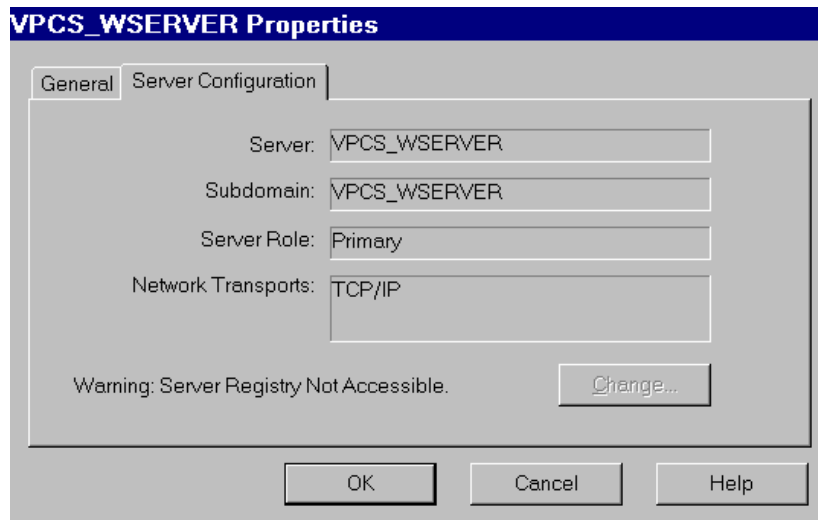 VPCS_WSERVER Properties
General Server Configuration
Server: VPCS_WSERVER
Subdomain: VPCS_WSERVER
Server Role: Primary
Network Transports: TCP/IP
Warning: Server Registry Not Accessible. Change...
OK Cancel Help